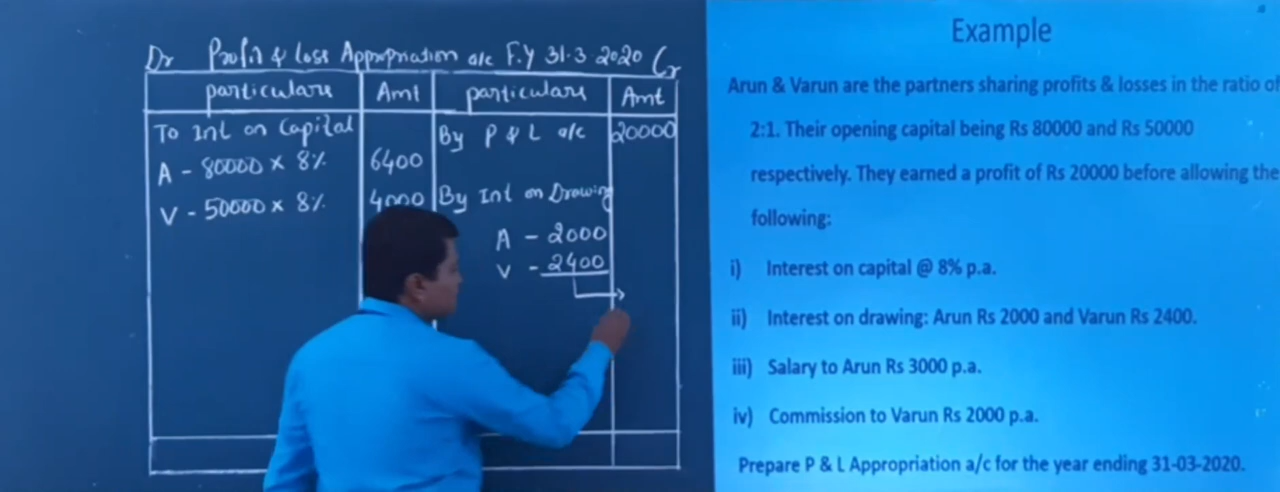 Dr Profit & Loss Appropriation a/c F.Y 31.3.2020 Cr
particulars Amt particulars Amt
To Int on Capital
A - 80000 x 8% 6400
V - 50000 x 8% 4000
By P & L a/c 20000
By Int on Drawing
A - 2000
V - 2400
Example
Arun & Varun are the partners sharing profits & losses in the ratio of
2:1. Their opening capital being Rs 80000 and Rs 50000
respectively. They earned a profit of Rs 20000 before allowing the
following:
i) Interest on capital @ 8% p.a.
ii) Interest on drawing: Arun Rs 2000 and Varun Rs 2400.
iii) Salary to Arun Rs 3000 p.a.
iv) Commission to Varun Rs 2000 p.a.
Prepare P & L Appropriation a/c for the year ending 31-03-2020.